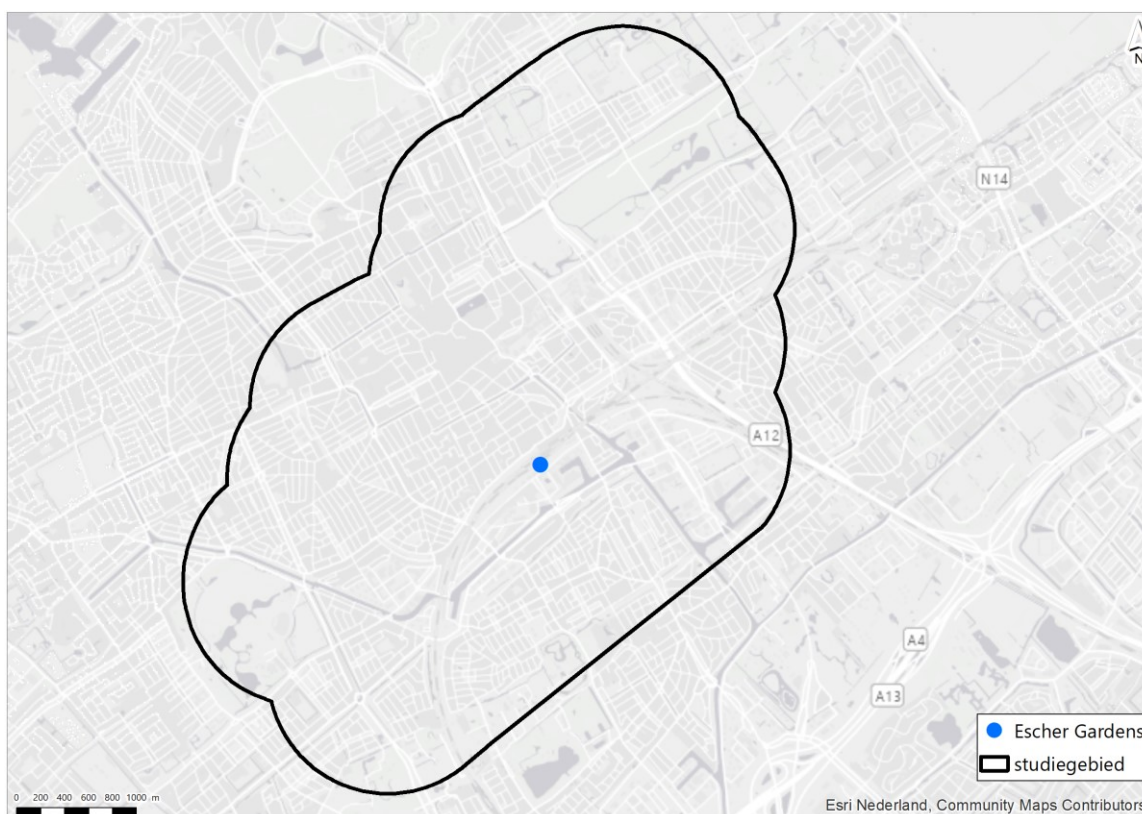 N
N14
A12
A4
A13
Escher Gardens
studiegebied
0 200 400 600 800 1000 m
Esri Nederland, Community Maps Contributors